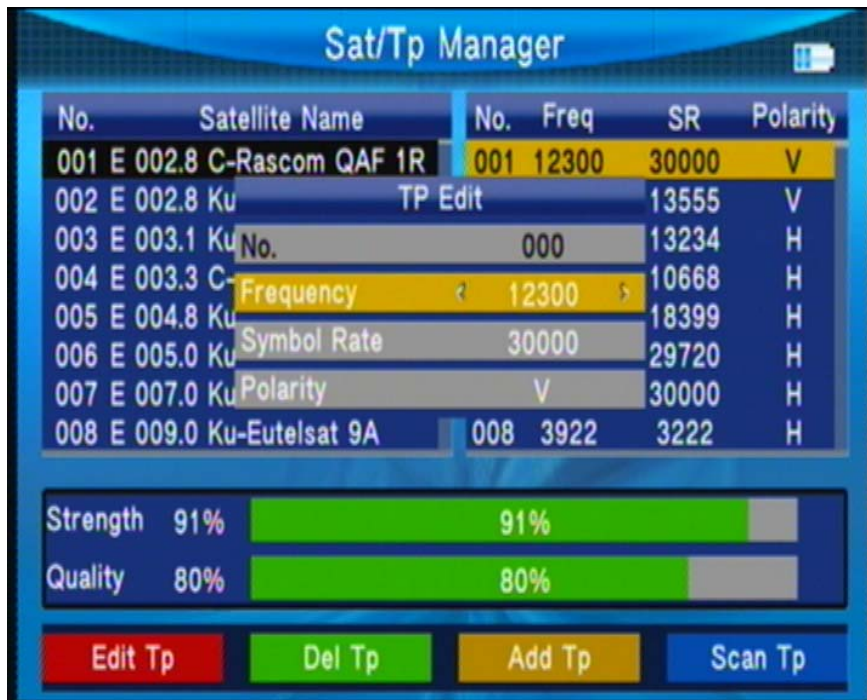 Sat/Tp Manager
No. Satellite Name No. Freq SR Polarity
001 E 002.8 C-Rascom QAF 1R 001 12300 30000 V
002 E 002.8 Ku 13555 V
TP Edit
003 E 003.1 Ku 13234 H
No. 000
004 E 003.3 C- 10668 H
Frequency < 12300 >
005 E 004.8 Ku 18399 H
Symbol Rate 30000
006 E 005.0 Ku 29720 H
007 E 007.0 Ku 30000 H
Polarity V
008 E 009.0 Ku-Eutelsat 9A 008 3922 3222 H
Strength 91% 91%
Quality 80% 80%
Edit Tp Del Tp Add Tp Scan Tp